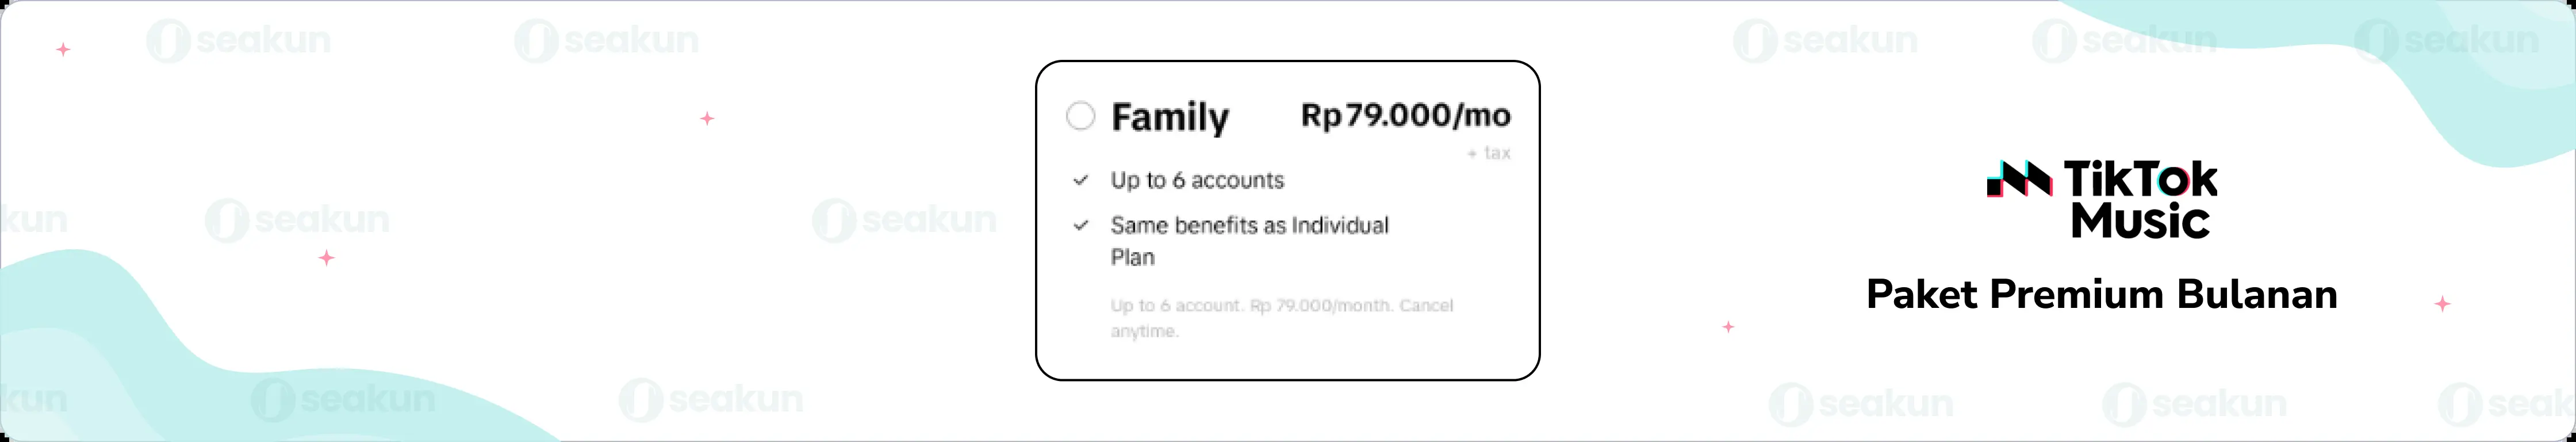 seakun
seakun
seakun
seakun
seakun
Family
Rp79.000/mo
+ tax
Up to 6 accounts
Same benefits as Individual
Plan
Up to 6 account. Rp 79.000/month. Cancel
anytime.
TikTok
Music
Paket Premium Bulanan
kun
seakun
seakun
kun
seakun
seakun
seakun
seakun
seak